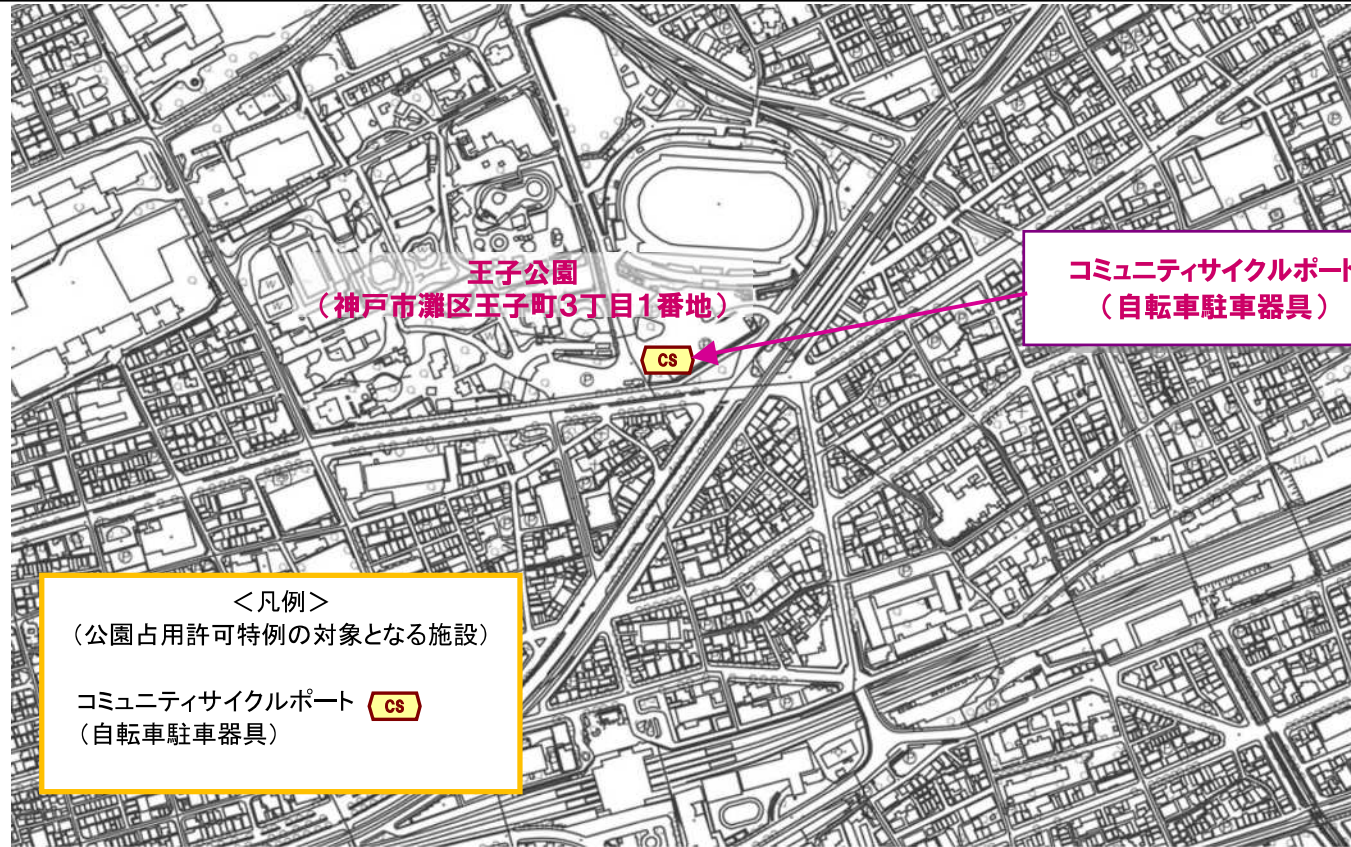 王子公園
（神戸市灘区王子町3丁目1番地）
コミュニティサイクルポート
（自転車駐車器具）
CS
＜凡例＞
（公園占用許可特例の対象となる施設）
コミュニティサイクルポート CS
（自転車駐車器具）